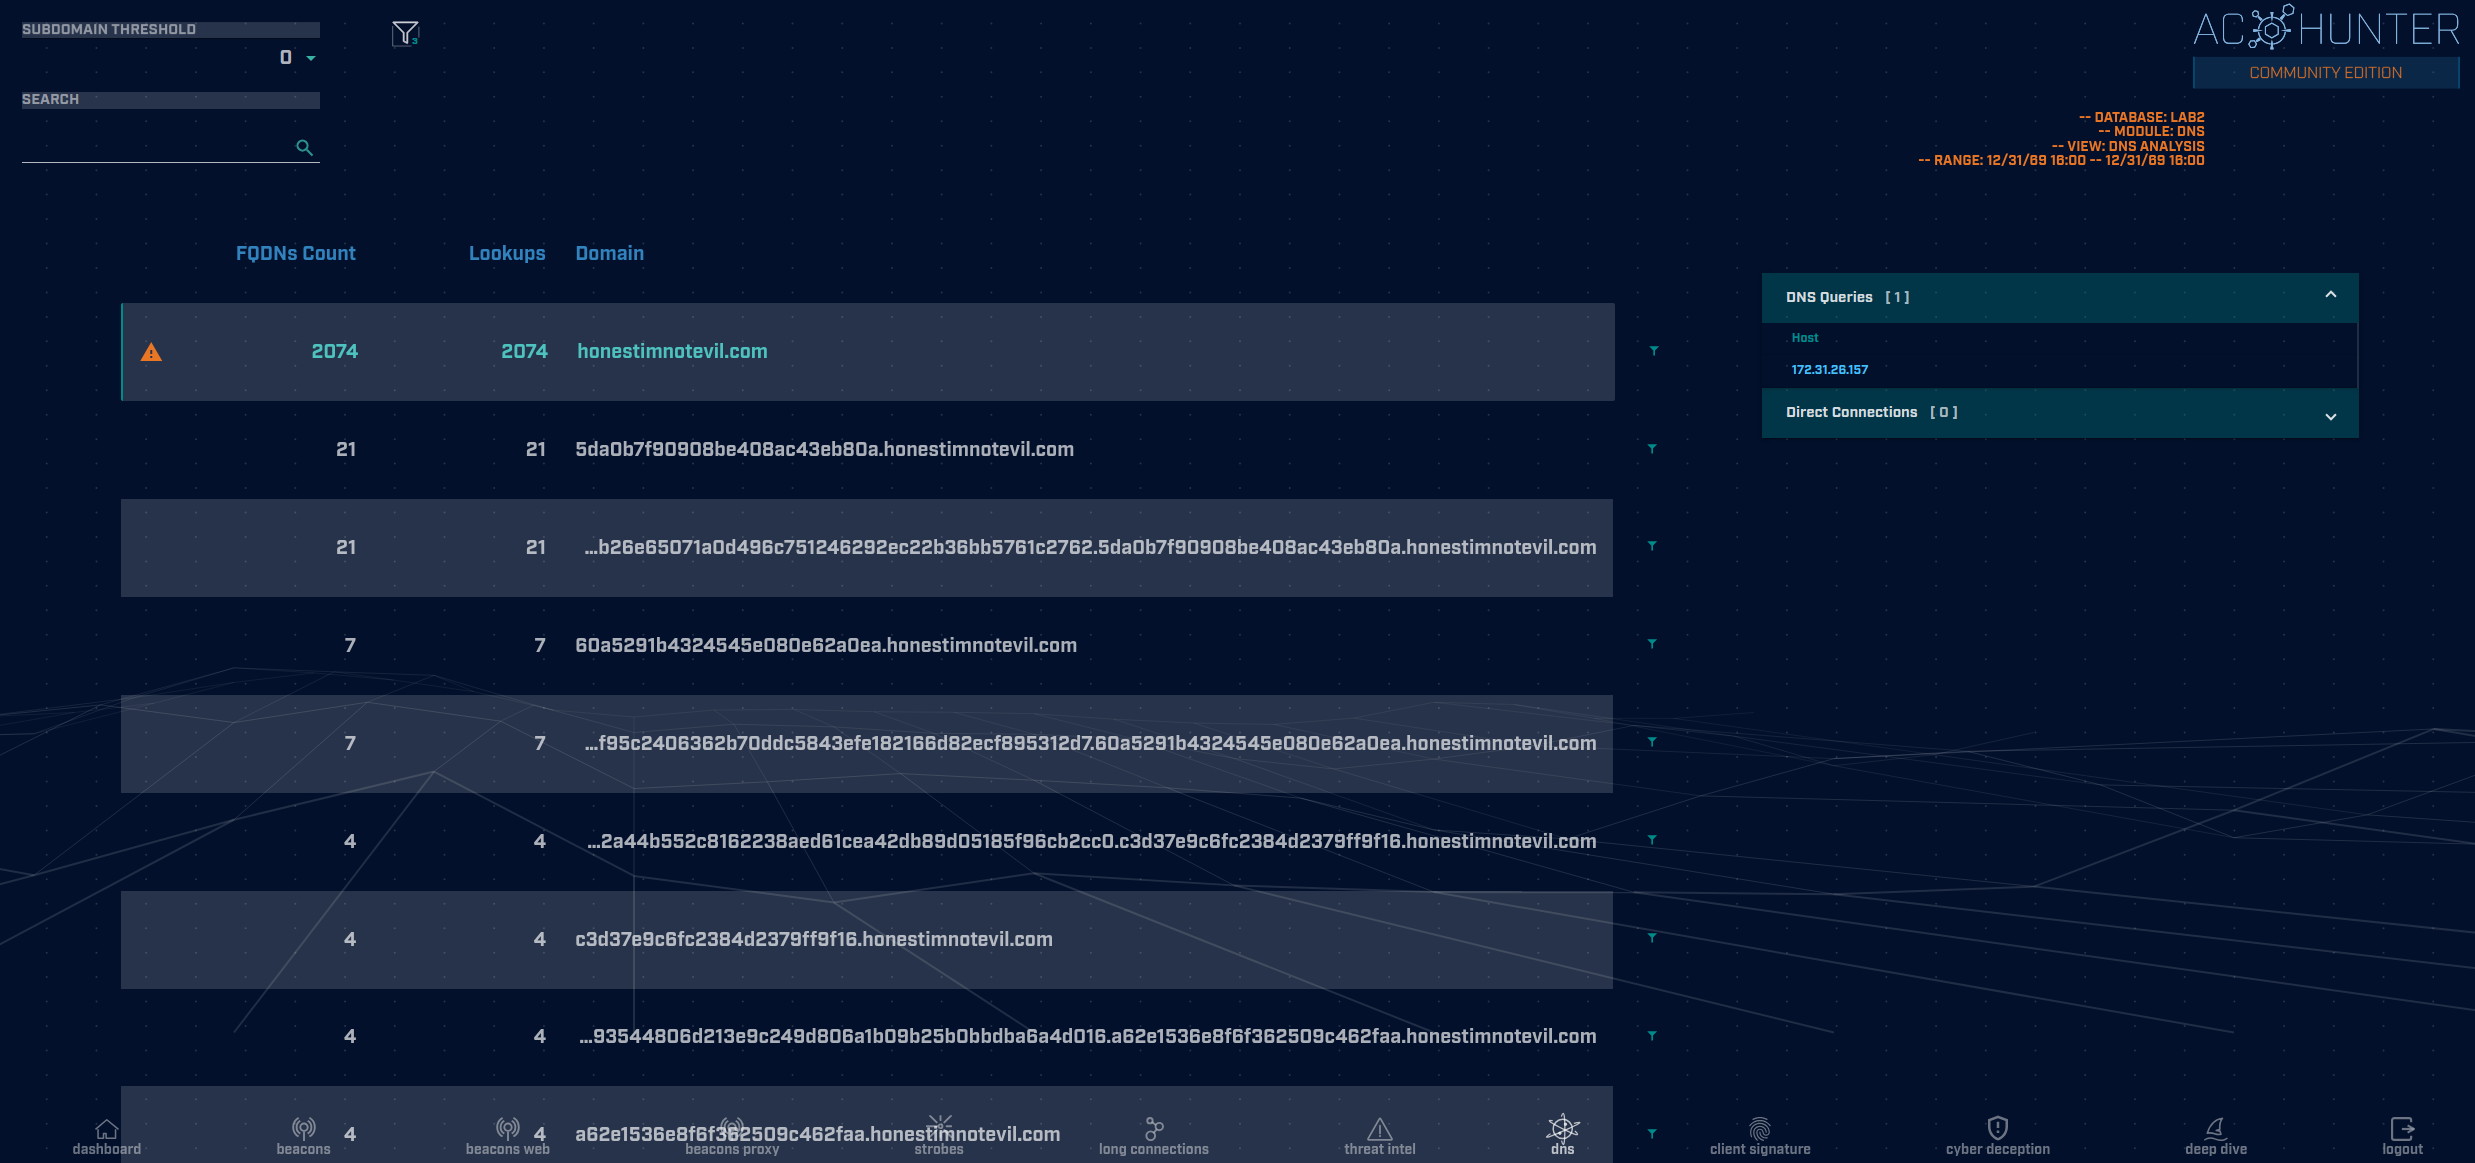 SUBDOMAIN THRESHOLD
0
3
SEARCH
AC HUNTER
COMMUNITY EDITION
-- DATABASE: LAB2
-- MODULE: DNS
-- VIEW: DNS ANALYSIS
-- RANGE: 12/31/69 16:00 -- 12/31/69 16:00
FQDNs Count Lookups Domain
2074 2074 honestimnotevil.com
21 21 5da0b7f90908be408ac43eb80a.honestimnotevil.com
21 21 ...b26e65071a0d496c751246292ec22b36bb5761c2762.5da0b7f90908be408ac43eb80a.honestimnotevil.com
7 7 60a5291b4324545e080e62a0ea.honestimnotevil.com
7 7 ...f95c2406362b70ddc5843efe182166d82ecf895312d7.60a5291b4324545e080e62a0ea.honestimnotevil.com
4 4 ...2a44b552c8162238aed61cea42db89d05185f96cb2cc0.c3d37e9c6fc2384d2379ff9f16.honestimnotevil.com
4 4 c3d37e9c6fc2384d2379ff9f16.honestimnotevil.com
4 4 ...93544806d213e9c249d806a1b09b25b0bbdba6a4d016.a62e1536e8f6f362509c462faa.honestimnotevil.com
4 4 a62e1536e8f6f362509c462faa.honestimnotevil.com
DNS Queries [ 1 ]
Host
172.31.26.157
Direct Connections [ 0 ]
dashboard beacons beacons web beacons proxy strobes long connections threat intel dns client signature cyber deception deep dive logout